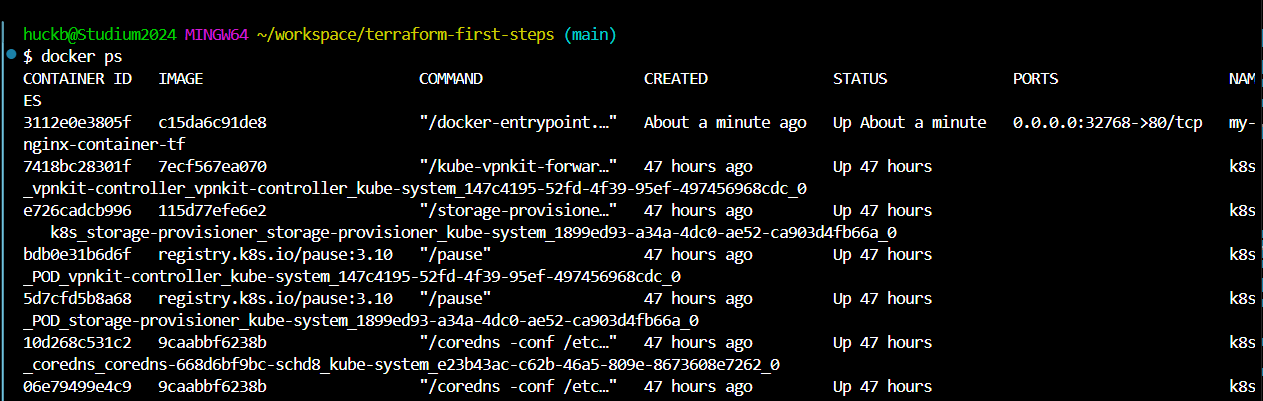 huckb@Studium2024 MINGW64 ~/workspace/terraform-first-steps (main)
$ docker ps
CONTAINER ID   IMAGE                       COMMAND                  CREATED              STATUS              PORTS                   NAM
ES
3112e0e3805f   c15da6c91de8                "/docker-entrypoint.…"   About a minute ago   Up About a minute   0.0.0.0:32768->80/tcp   my-
nginx-container-tf
7418bc28301f   7ecf567ea070                "/kube-vpnkit-forwar…"   47 hours ago         Up 47 hours                                 k8s
_vpnkit-controller_vpnkit-controller_kube-system_147c4195-52fd-4f39-95ef-497456968cdc_0
e726cadcb996   115d77efe6e2                "/storage-provisione…"   47 hours ago         Up 47 hours                                 k8s
   k8s_storage-provisioner_storage-provisioner_kube-system_1899ed93-a34a-4dc0-ae52-ca903d4fb66a_0
bdb0e31b6d6f   registry.k8s.io/pause:3.10   "/pause"                 47 hours ago         Up 47 hours                                 k8s
_POD_vpnkit-controller_kube-system_147c4195-52fd-4f39-95ef-497456968cdc_0
5d7cfd5b8a68   registry.k8s.io/pause:3.10   "/pause"                 47 hours ago         Up 47 hours                                 k8s
_POD_storage-provisioner_kube-system_1899ed93-a34a-4dc0-ae52-ca903d4fb66a_0
10d268c531c2   9caabbf6238b                "/coredns -conf /etc…"   47 hours ago         Up 47 hours                                 k8s
_coredns_coredns-668d6bf9bc-schd8_kube-system_e23b43ac-c62b-46a5-809e-8673608e7262_0
06e79499e4c9   9caabbf6238b                "/coredns -conf /etc…"   47 hours ago         Up 47 hours                                 k8s